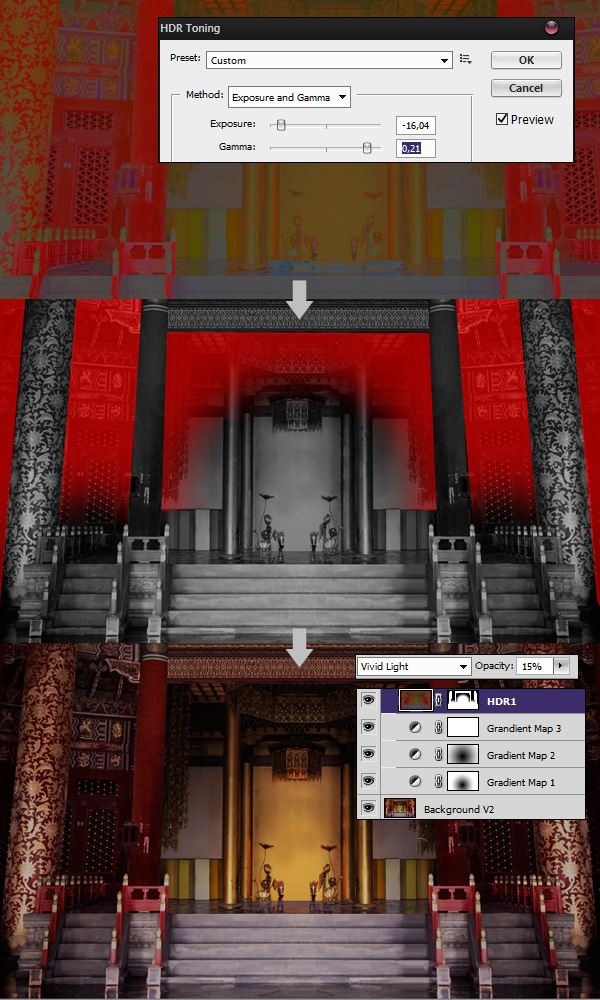 HDR Toning
Preset: Custom OK
Cancel
Method: Exposure and Gamma Preview
Exposure: -16,04
Gamma: 0,21
Vivid Light Opacity: 15%
HDR1
Grandient Map 3
Gradient Map 2
Gradient Map 1
Background V2